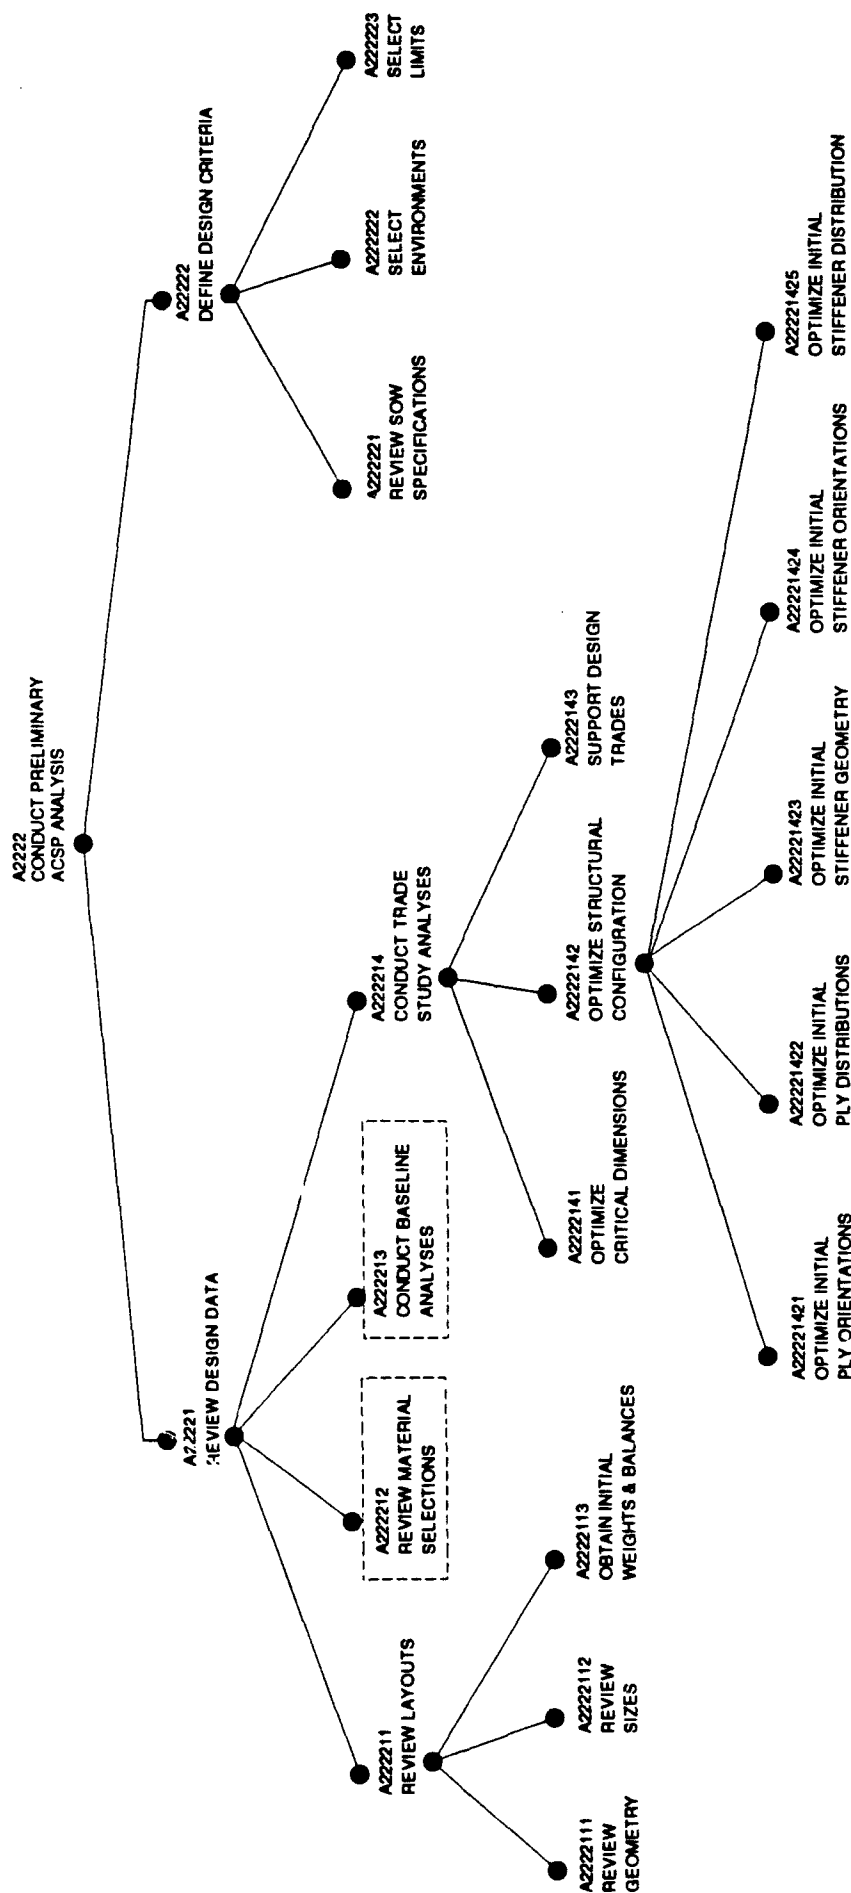 A2222
CONDUCT PRELIMINARY
ACSP ANALYSIS
A22221
REVIEW DESIGN DATA
A22222
DEFINE DESIGN CRITERIA
A222211
REVIEW LAYOUTS
A222212
REVIEW MATERIAL
SELECTIONS
A222213
CONDUCT BASELINE
ANALYSES
A222214
CONDUCT TRADE
STUDY ANALYSES
A222221
REVIEW SOW
SPECIFICATIONS
A222222
SELECT
ENVIRONMENTS
A222223
SELECT
LIMITS
A2222111
REVIEW
GEOMETRY
A2222112
REVIEW
SIZES
A2222113
OBTAIN INITIAL
WEIGHTS & BALANCES
A2222141
OPTIMIZE
CRITICAL DIMENSIONS
A2222142
OPTIMIZE STRUCTURAL
CONFIGURATION
A2222143
SUPPORT DESIGN
TRADES
A22221421
OPTIMIZE INITIAL
PLY ORIENTATIONS
A22221422
OPTIMIZE INITIAL
PLY DISTRIBUTIONS
A22221423
OPTIMIZE INITIAL
STIFFENER GEOMETRY
A22221424
OPTIMIZE INITIAL
STIFFENER ORIENTATIONS
A22221425
OPTIMIZE INITIAL
STIFFENER DISTRIBUTION